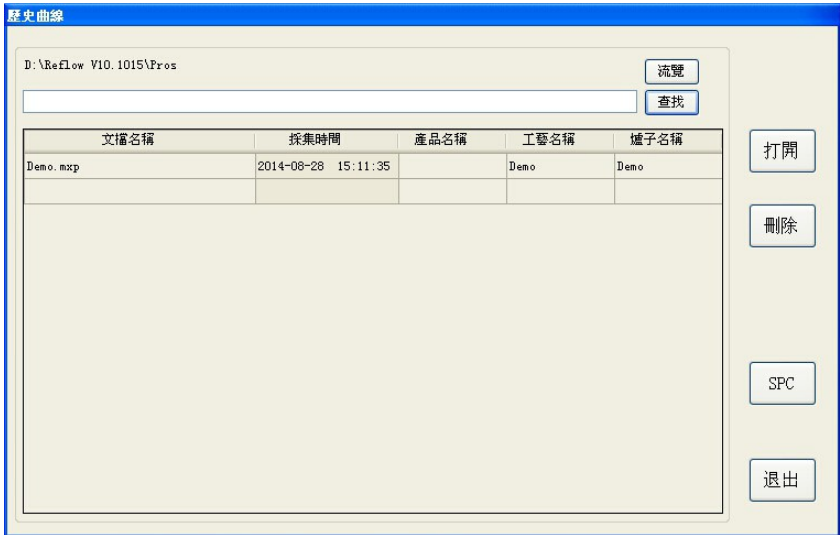 歷史曲線
D:\Reflow V10.1015\Pros
流覽
查找
文檔名稱 採集時間 產品名稱 工藝名稱 爐子名稱
Demo.mxp 2014-08-28 15:11:35 Demo Demo
打開
刪除
SPC
退出